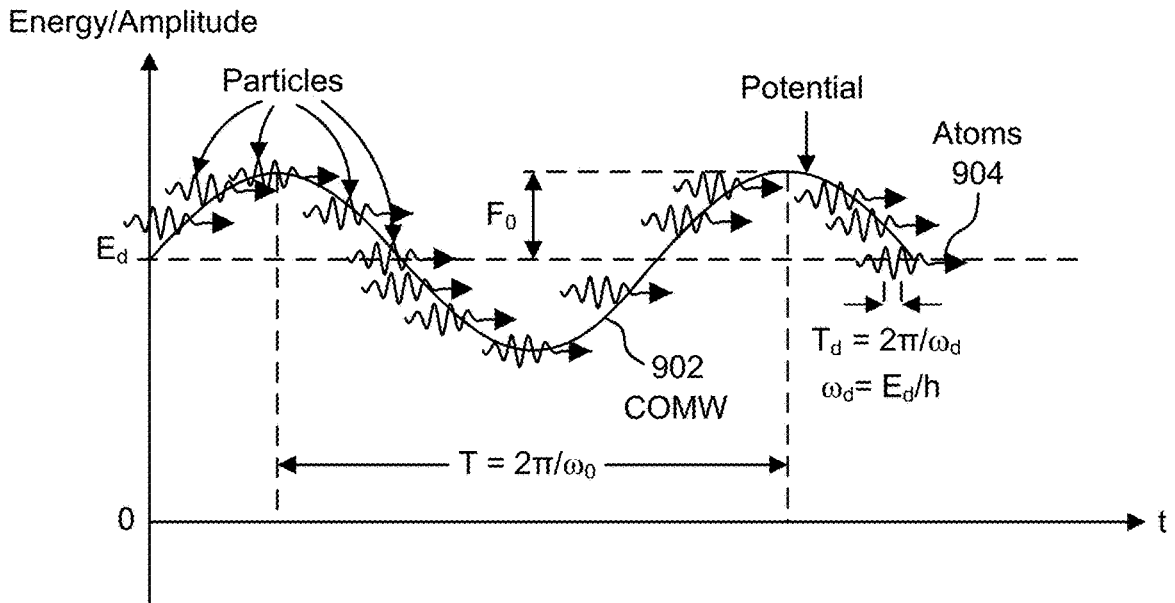 Energy/Amplitude
Particles
Potential
Atoms
904
F₀
E_d
T_d = 2π/ω_d
ω_d= E_d/h
902
COMW
T = 2π/ω₀
0
t